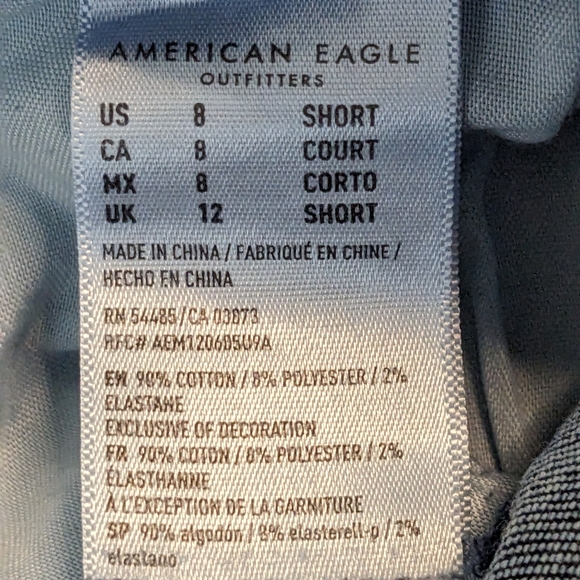 AMERICAN EAGLE
OUTFITTERS
US 8 SHORT
CA 8 COURT
MX 8 CORTO
UK 12 SHORT
MADE IN CHINA / FABRIQUÉ EN CHINE /
HECHO EN CHINA
RN 54485/CA 03873
RFC# AEM1206D5U9A
EN 90% COTTON / 8% POLYESTER / 2%
ELASTANE
EXCLUSIVE OF DECORATION
FR 90% COTON / 8% POLYESTER / 2%
ÉLASTHANNE
À L'EXCEPTION DE LA GARNITURE
SP 90% algodón / 8% elasterell-p / 2%
elastano